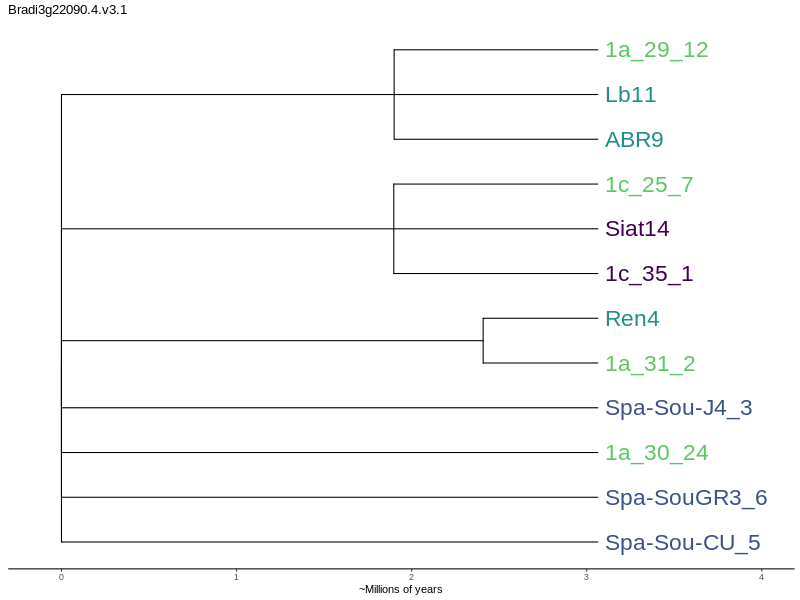 Bradi3g22090.4.v3.1
1a_29_12
Lb11
ABR9
1c_25_7
Siat14
1c_35_1
Ren4
1a_31_2
Spa-Sou-J4_3
1a_30_24
Spa-SouGR3_6
Spa-Sou-CU_5
0 1 2 3 4
~Millions of years